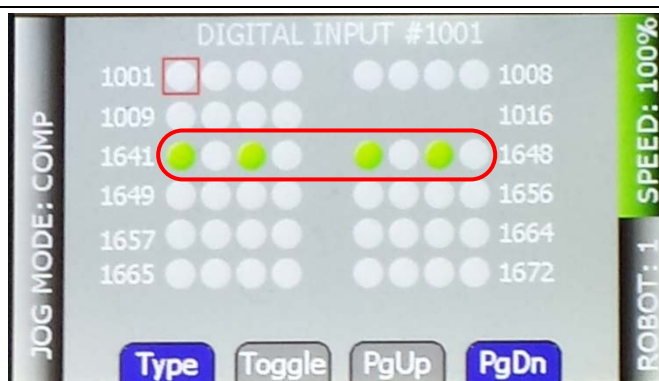 DIGITAL INPUT #1001
1001 1008
1009 1016
1641 1648
1649 1656
1657 1664
1665 1672
Type Toggle PgUp PgDn
JOG MODE: COMP
SPEED: 100%
ROBOT: 1